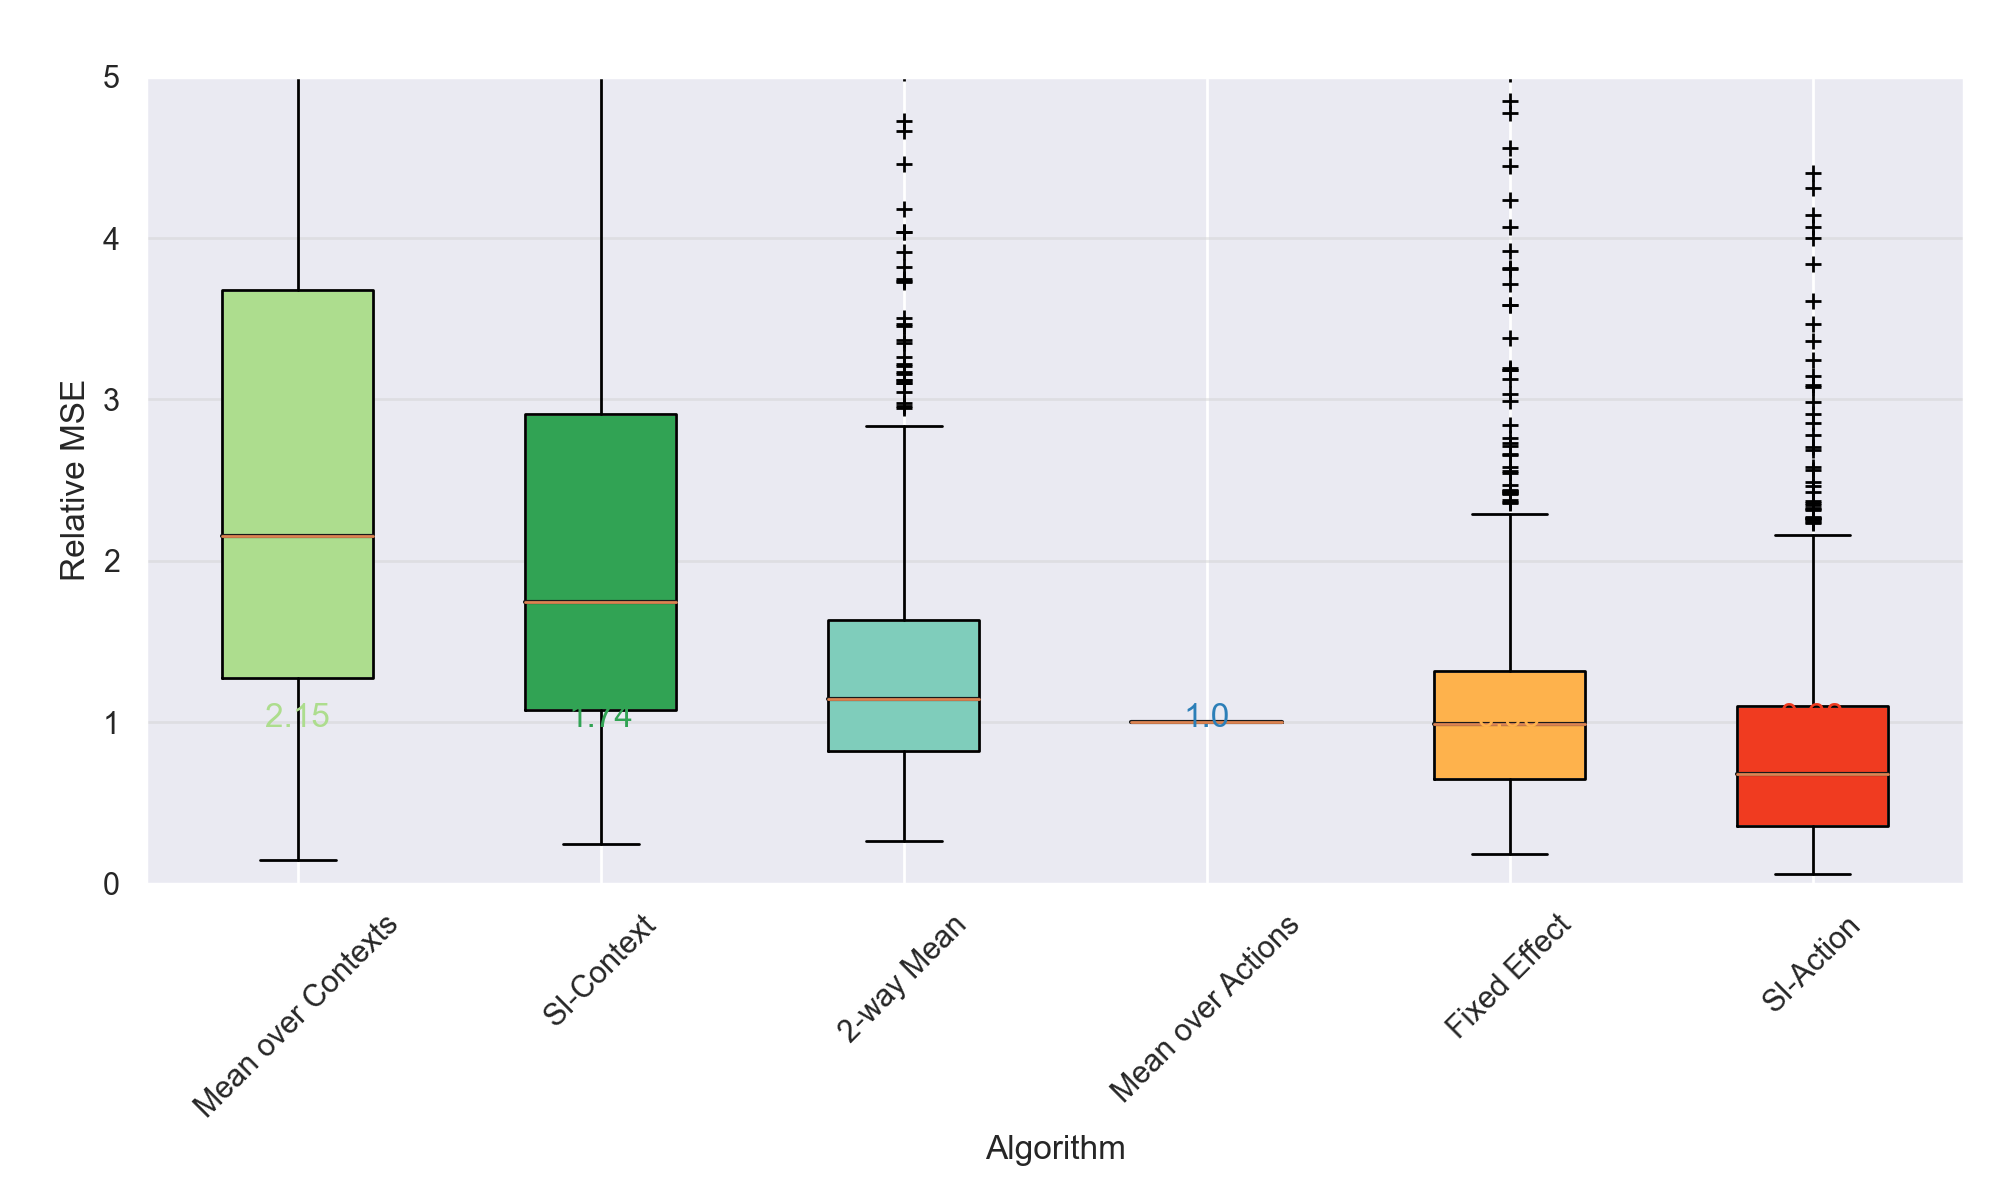 Relative MSE
5
4
3
2
1
0
2.15
1.74
1.0
Mean over Contexts
SI-Context
2-way Mean
Mean over Actions
Fixed Effect
SI-Action
Algorithm